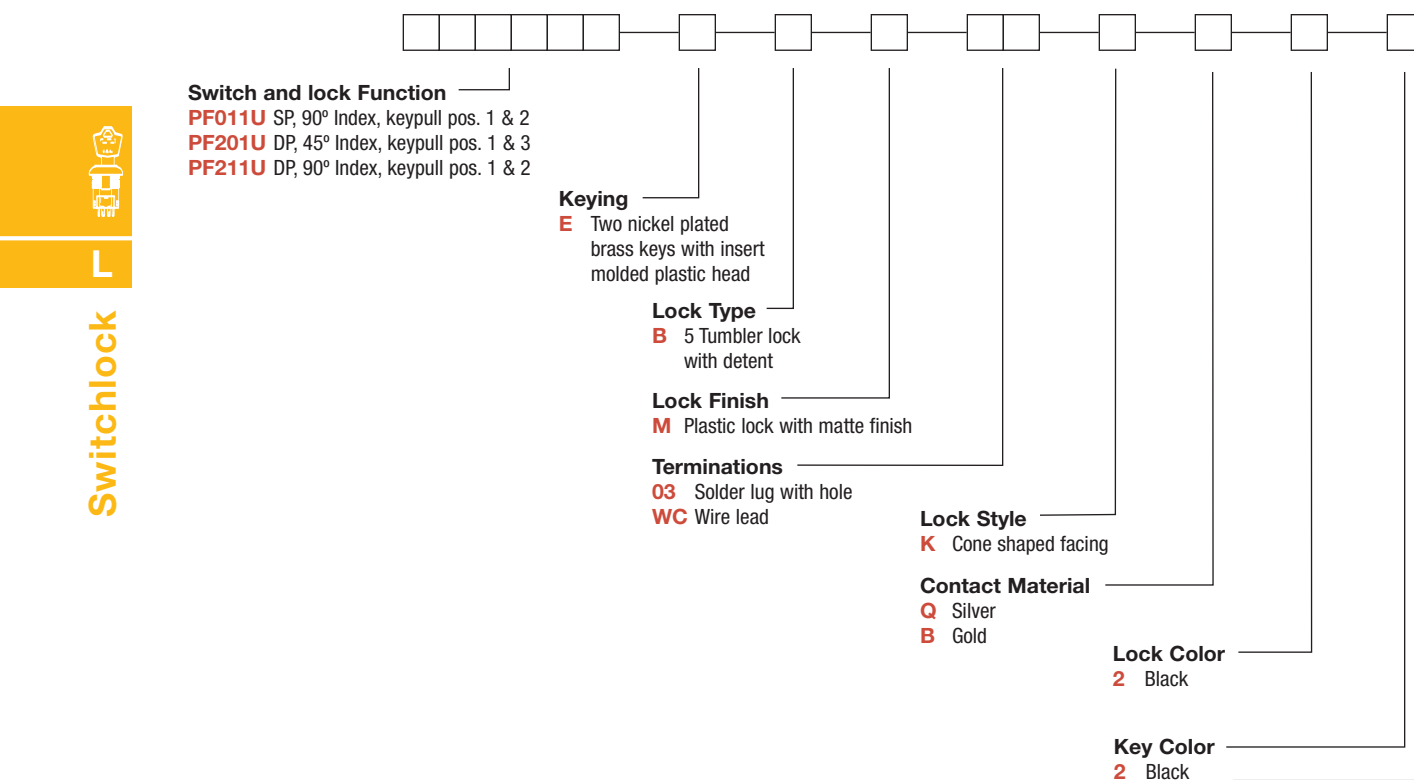 Switch and lock Function
PF011U SP, 90º Index, keypull pos. 1 & 2
PF201U DP, 45º Index, keypull pos. 1 & 3
PF211U DP, 90º Index, keypull pos. 1 & 2
L
Switchlock
Keying
E Two nickel plated
brass keys with insert
molded plastic head
Lock Type
B 5 Tumbler lock
with detent
Lock Finish
M Plastic lock with matte finish
Terminations
03 Solder lug with hole
WC Wire lead
Lock Style
K Cone shaped facing
Contact Material
Q Silver
B Gold
Lock Color
2 Black
Key Color
2 Black